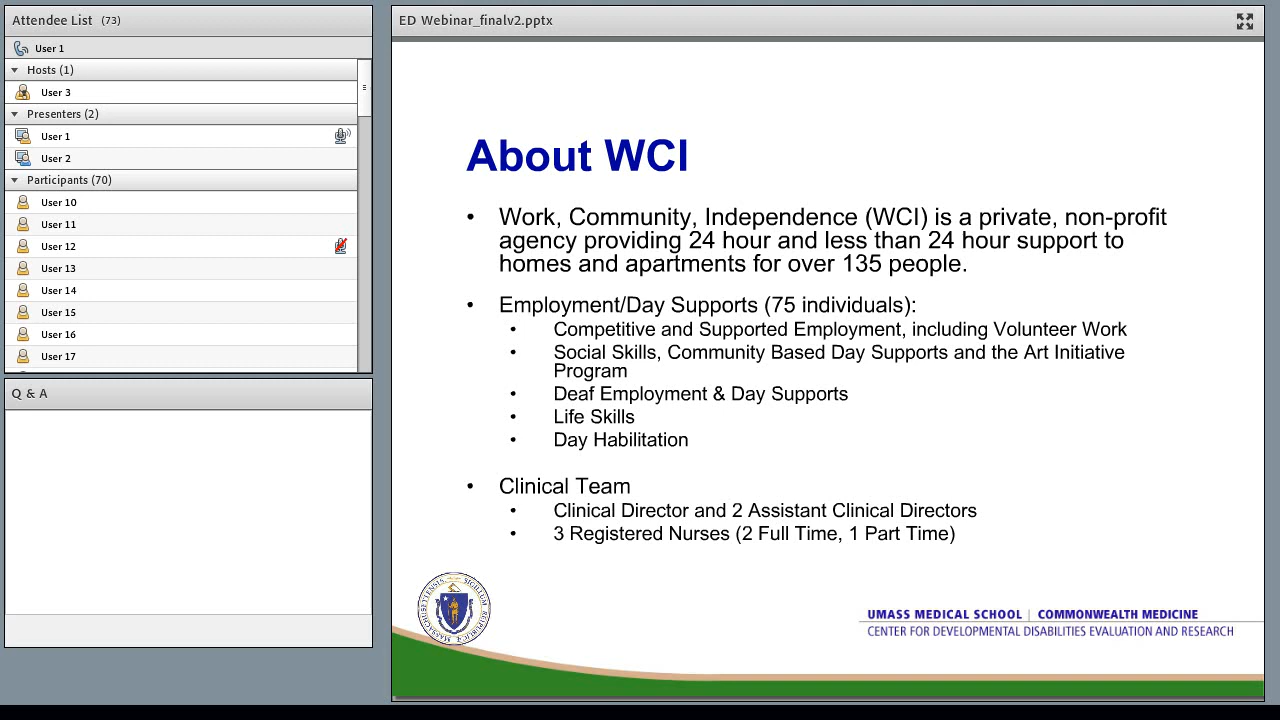 Attendee List (73)
User 1
Hosts (1)
User 3
Presenters (2)
User 1
User 2
Participants (70)
User 10
User 11
User 12
User 13
User 14
User 15
User 16
User 17
Q & A
ED Webinar_finalv2.pptx
About WCI
• Work, Community, Independence (WCI) is a private, non-profit
agency providing 24 hour and less than 24 hour support to
homes and apartments for over 135 people.
• Employment/Day Supports (75 individuals):
• Competitive and Supported Employment, including Volunteer Work
• Social Skills, Community Based Day Supports and the Art Initiative
Program
• Deaf Employment & Day Supports
• Life Skills
• Day Habilitation
• Clinical Team
• Clinical Director and 2 Assistant Clinical Directors
• 3 Registered Nurses (2 Full Time, 1 Part Time)
UMASS MEDICAL SCHOOL | COMMONWEALTH MEDICINE
CENTER FOR DEVELOPMENTAL DISABILITIES EVALUATION AND RESEARCH